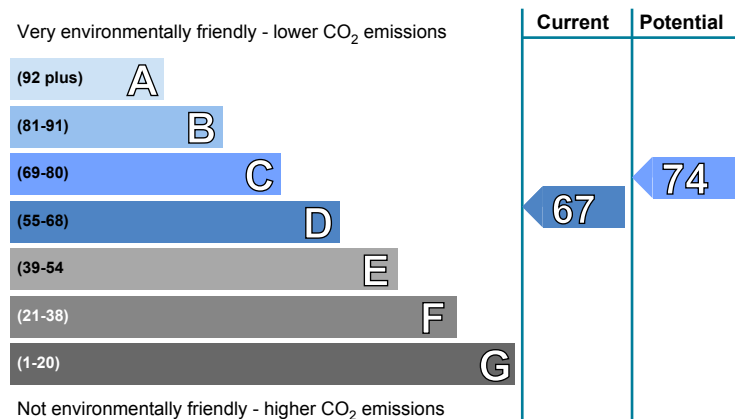 Very environmentally friendly - lower CO₂ emissions
Current Potential
(92 plus) A
(81-91) B
(69-80) C
74
(55-68) D
67
(39-54 E
(21-38) F
(1-20) G
Not environmentally friendly - higher CO₂ emissions